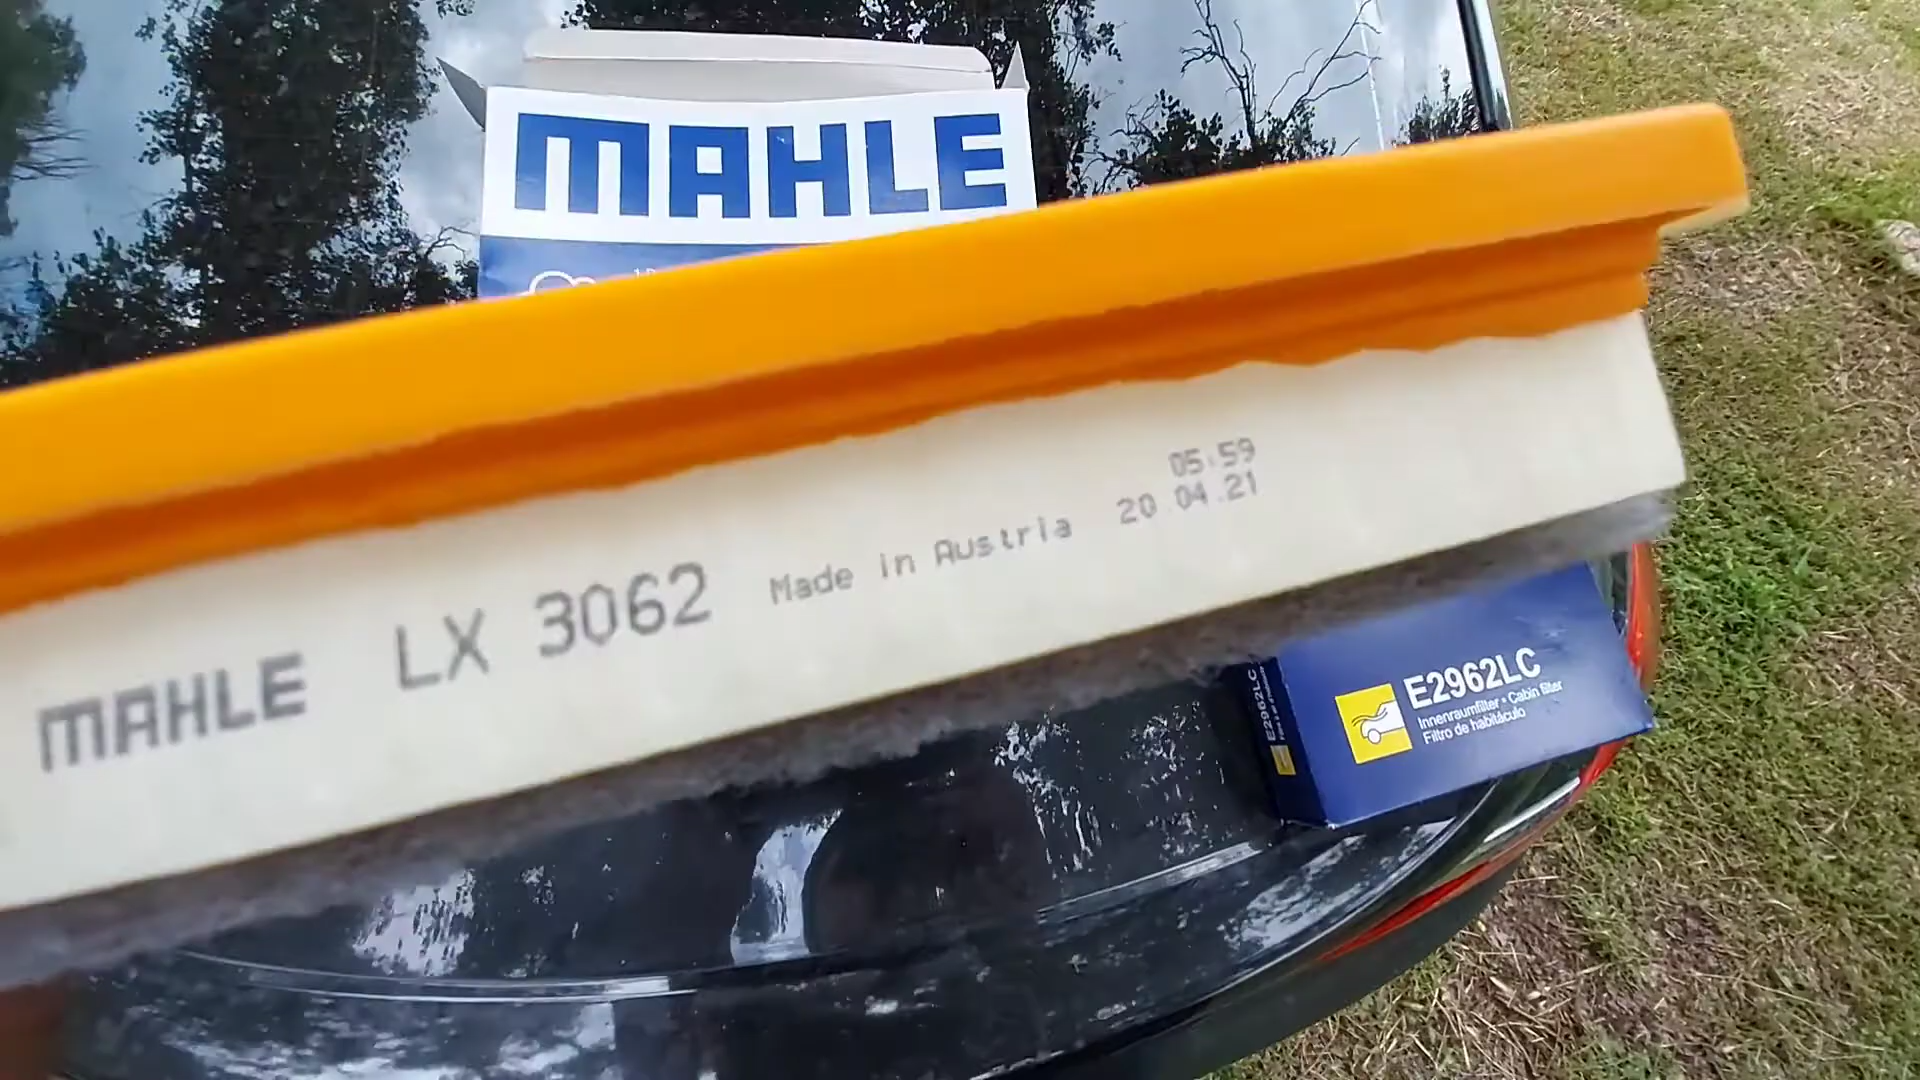 MAHLE
MAHLE LX 3062 Made in Austria 20 04.21
05:59
E2962LC
Innenraumfilter • Cabin filter
Filtro de habitáculo
E2962LC